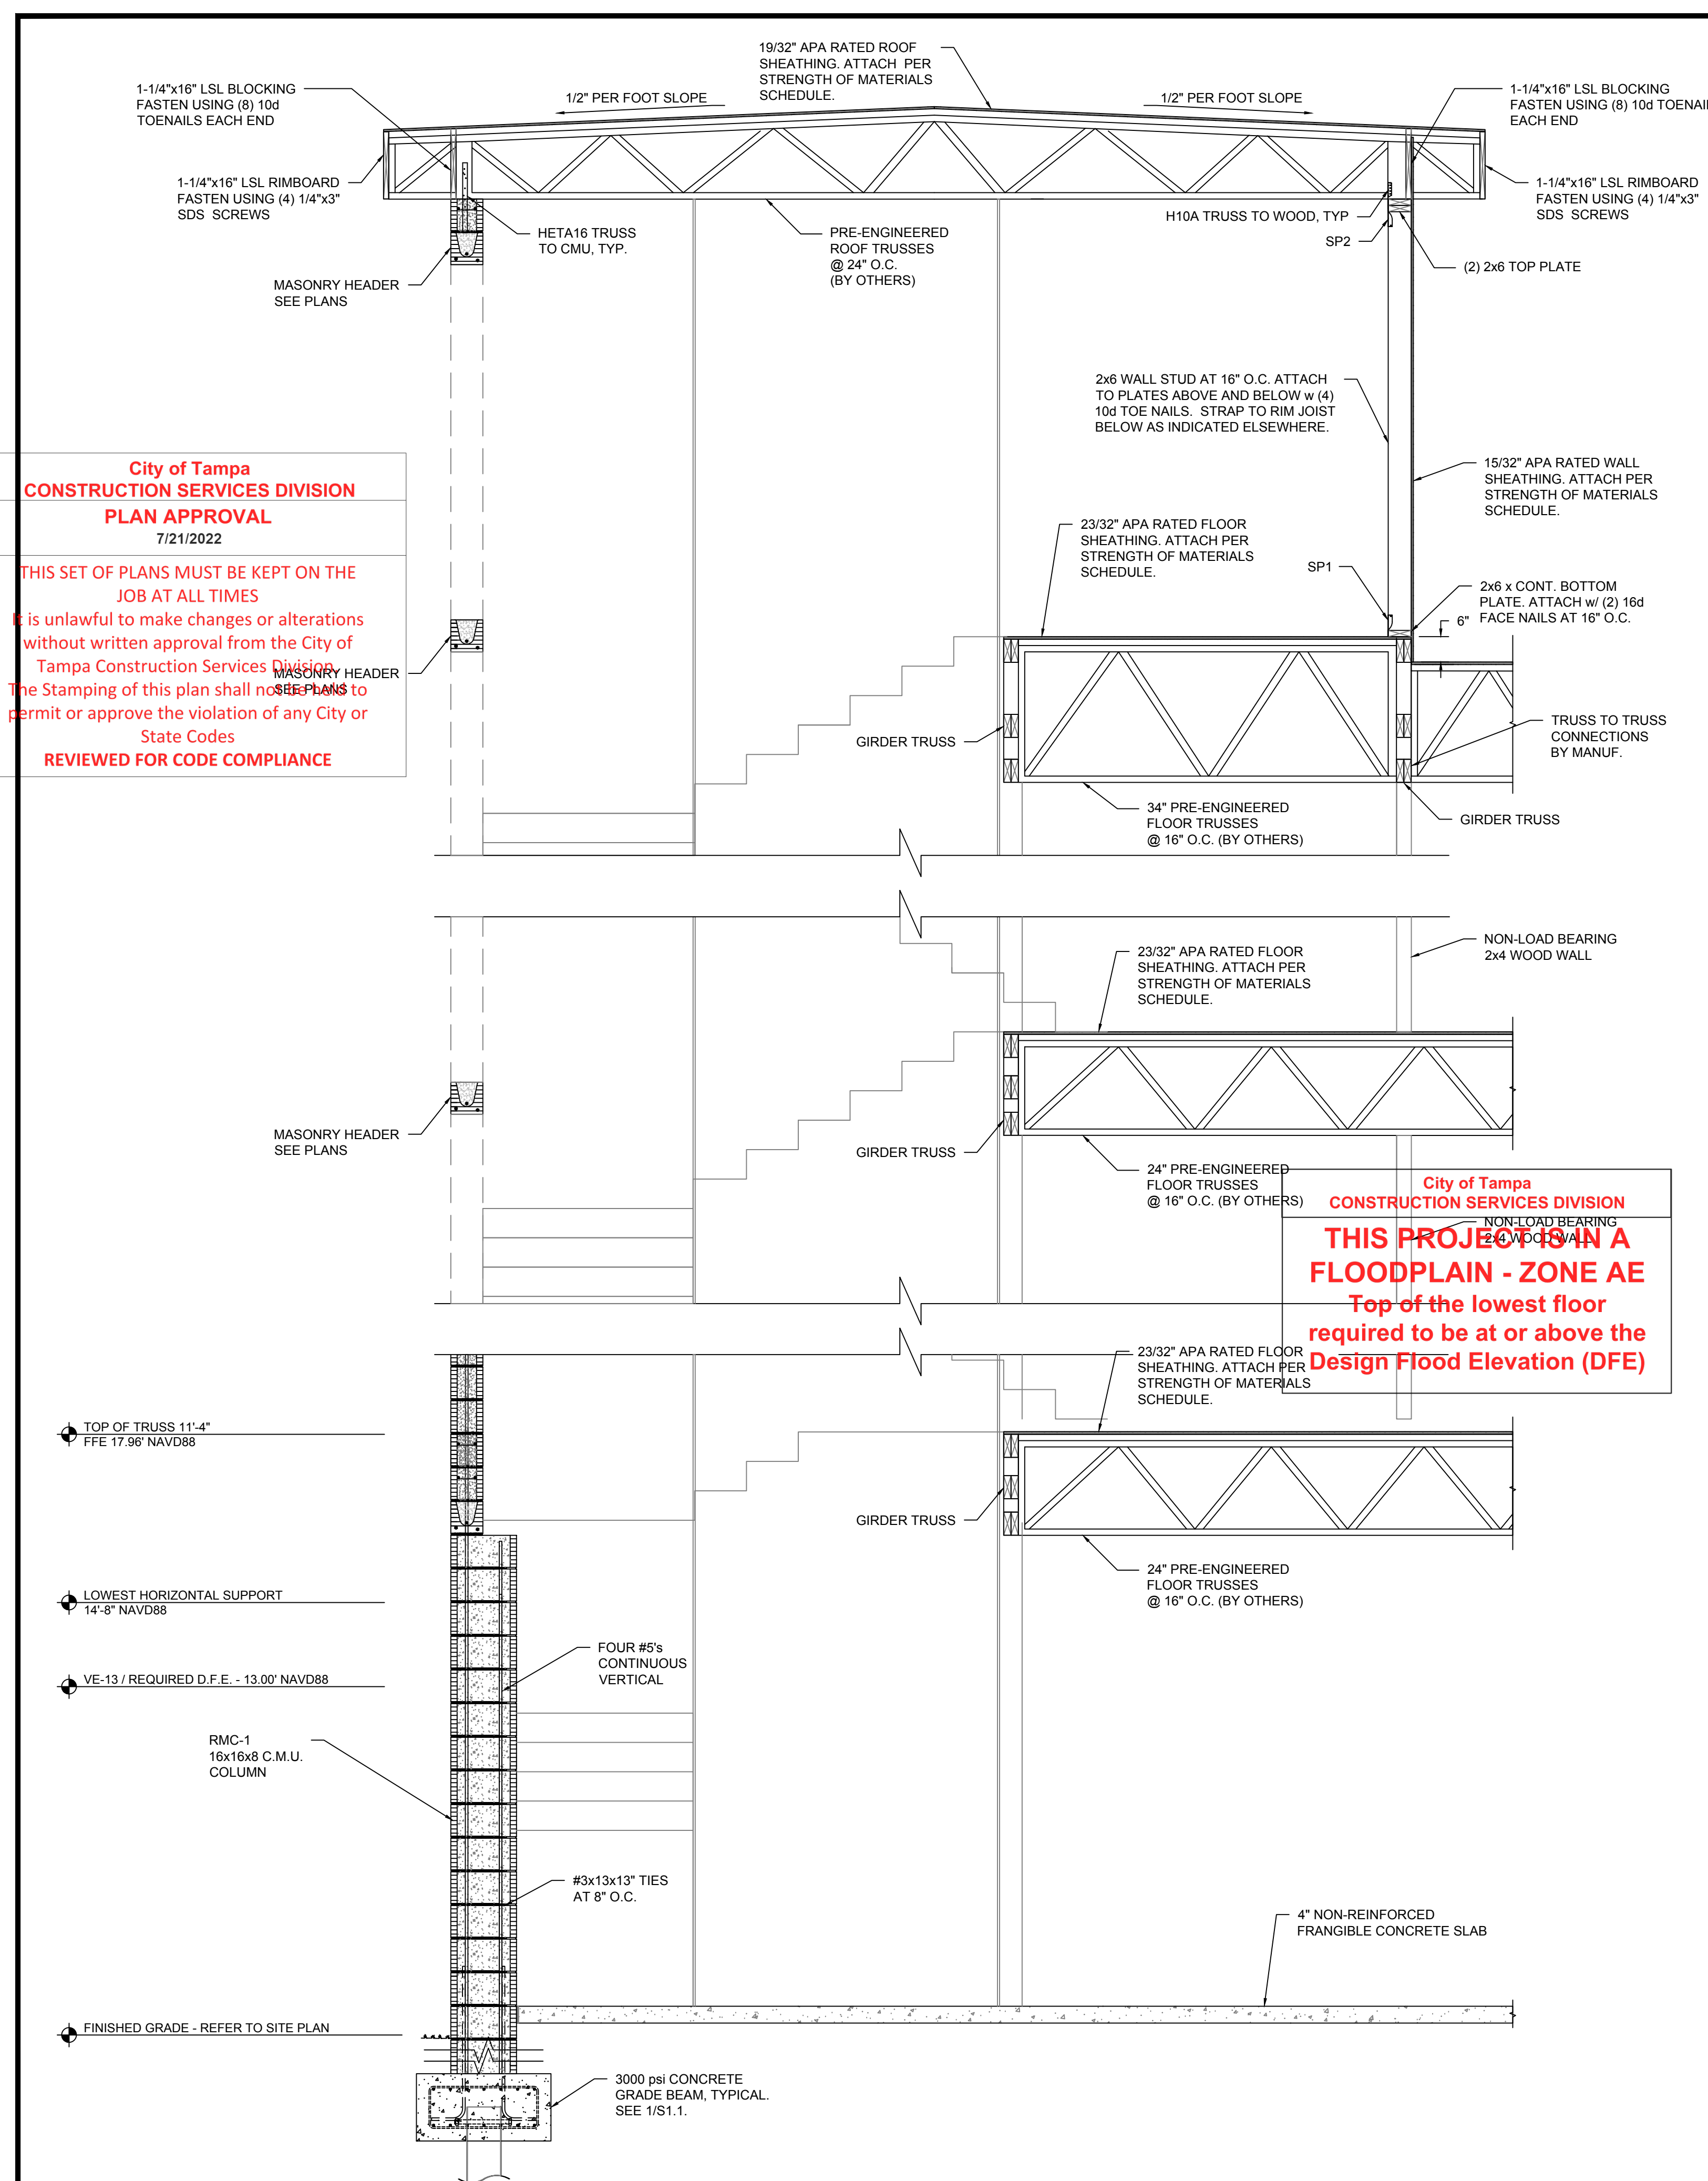 19/32" APA RATED ROOF
SHEATHING. ATTACH PER
STRENGTH OF MATERIALS
SCHEDULE.
1-1/4"x16" LSL BLOCKING
FASTEN USING (8) 10d
TOENAILS EACH END
1/2" PER FOOT SLOPE
1/2" PER FOOT SLOPE
1-1/4"x16" LSL BLOCKING
FASTEN USING (8) 10d TOENAI
EACH END
1-1/4"x16" LSL RIMBOARD
FASTEN USING (4) 1/4"x3"
SDS SCREWS
1-1/4"x16" LSL RIMBOARD
FASTEN USING (4) 1/4"x3"
SDS SCREWS
HETA16 TRUSS
TO CMU, TYP.
PRE-ENGINEERED
ROOF TRUSSES
@ 24" O.C.
(BY OTHERS)
H10A TRUSS TO WOOD, TYP
SP2
(2) 2x6 TOP PLATE
MASONRY HEADER
SEE PLANS
2x6 WALL STUD AT 16" O.C. ATTACH
TO PLATES ABOVE AND BELOW w (4)
10d TOE NAILS. STRAP TO RIM JOIST
BELOW AS INDICATED ELSEWHERE.
City of Tampa
CONSTRUCTION SERVICES DIVISION
PLAN APPROVAL
7/21/2022
THIS SET OF PLANS MUST BE KEPT ON THE
JOB AT ALL TIMES
It is unlawful to make changes or alterations
without written approval from the City of
Tampa Construction Services Division.
The Stamping of this plan shall not be held to
permit or approve the violation of any City or
State Codes
REVIEWED FOR CODE COMPLIANCE
15/32" APA RATED WALL
SHEATHING. ATTACH PER
STRENGTH OF MATERIALS
SCHEDULE.
23/32" APA RATED FLOOR
SHEATHING. ATTACH PER
STRENGTH OF MATERIALS
SCHEDULE.
SP1
2x6 x CONT. BOTTOM
PLATE. ATTACH w/ (2) 16d
FACE NAILS AT 16" O.C.
6"
MASONRY HEADER
SEE PLANS
GIRDER TRUSS
TRUSS TO TRUSS
CONNECTIONS
BY MANUF.
34" PRE-ENGINEERED
FLOOR TRUSSES
@ 16" O.C. (BY OTHERS)
GIRDER TRUSS
23/32" APA RATED FLOOR
SHEATHING. ATTACH PER
STRENGTH OF MATERIALS
SCHEDULE.
NON-LOAD BEARING
2x4 WOOD WALL
MASONRY HEADER
SEE PLANS
GIRDER TRUSS
24" PRE-ENGINEERED
FLOOR TRUSSES
@ 16" O.C. (BY OTHERS)
City of Tampa
CONSTRUCTION SERVICES DIVISION
NON-LOAD BEARING
2x4 WOOD WALL
THIS PROJECT IS IN A
FLOODPLAIN - ZONE AE
Top of the lowest floor
required to be at or above the
Design Flood Elevation (DFE)
23/32" APA RATED FLOOR
SHEATHING. ATTACH PER
STRENGTH OF MATERIALS
SCHEDULE.
TOP OF TRUSS 11'-4"
FFE 17.96' NAVD88
GIRDER TRUSS
24" PRE-ENGINEERED
FLOOR TRUSSES
@ 16" O.C. (BY OTHERS)
LOWEST HORIZONTAL SUPPORT
14'-8" NAVD88
FOUR #5's
CONTINUOUS
VERTICAL
VE-13 / REQUIRED D.F.E. - 13.00' NAVD88
RMC-1
16x16x8 C.M.U.
COLUMN
#3x13x13" TIES
AT 8" O.C.
4" NON-REINFORCED
FRANGIBLE CONCRETE SLAB
FINISHED GRADE - REFER TO SITE PLAN
3000 psi CONCRETE
GRADE BEAM, TYPICAL.
SEE 1/S1.1.